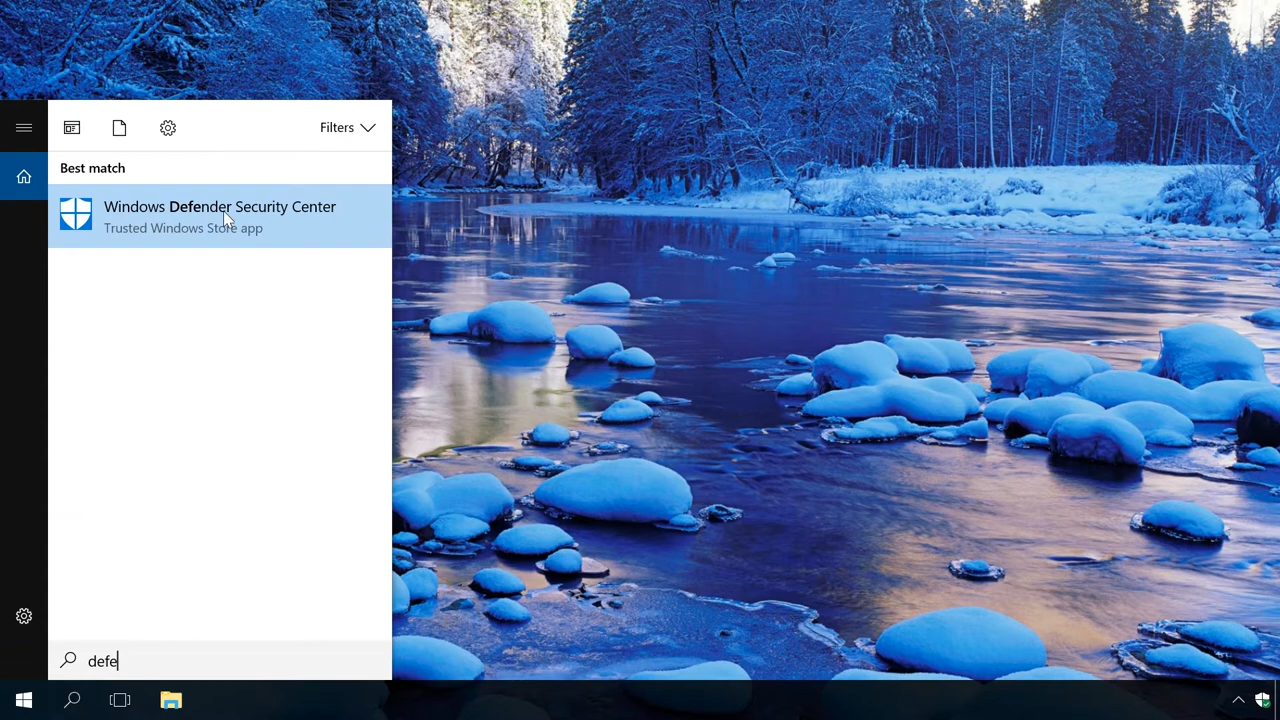 Filters
Best match
Windows Defender Security Center
Trusted Windows Store app
defe